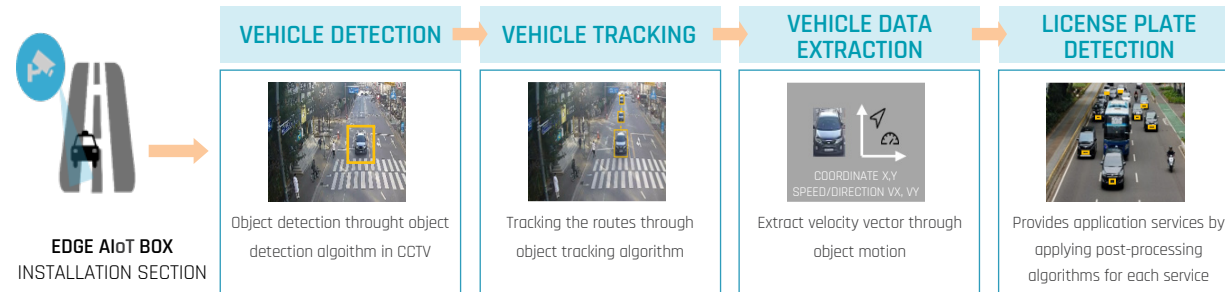 EDGE AIoT BOX
INSTALLATION SECTION
VEHICLE DETECTION
Object detection throught object
detection algoithm in CCTV
VEHICLE TRACKING
Tracking the routes through
object tracking algorithm
VEHICLE DATA
EXTRACTION
COORDINATE X,Y
SPEED/DIRECTION VX, VY
Extract velocity vector through
object motion
LICENSE PLATE
DETECTION
Provides application services by
applying post-processing
algorithms for each service